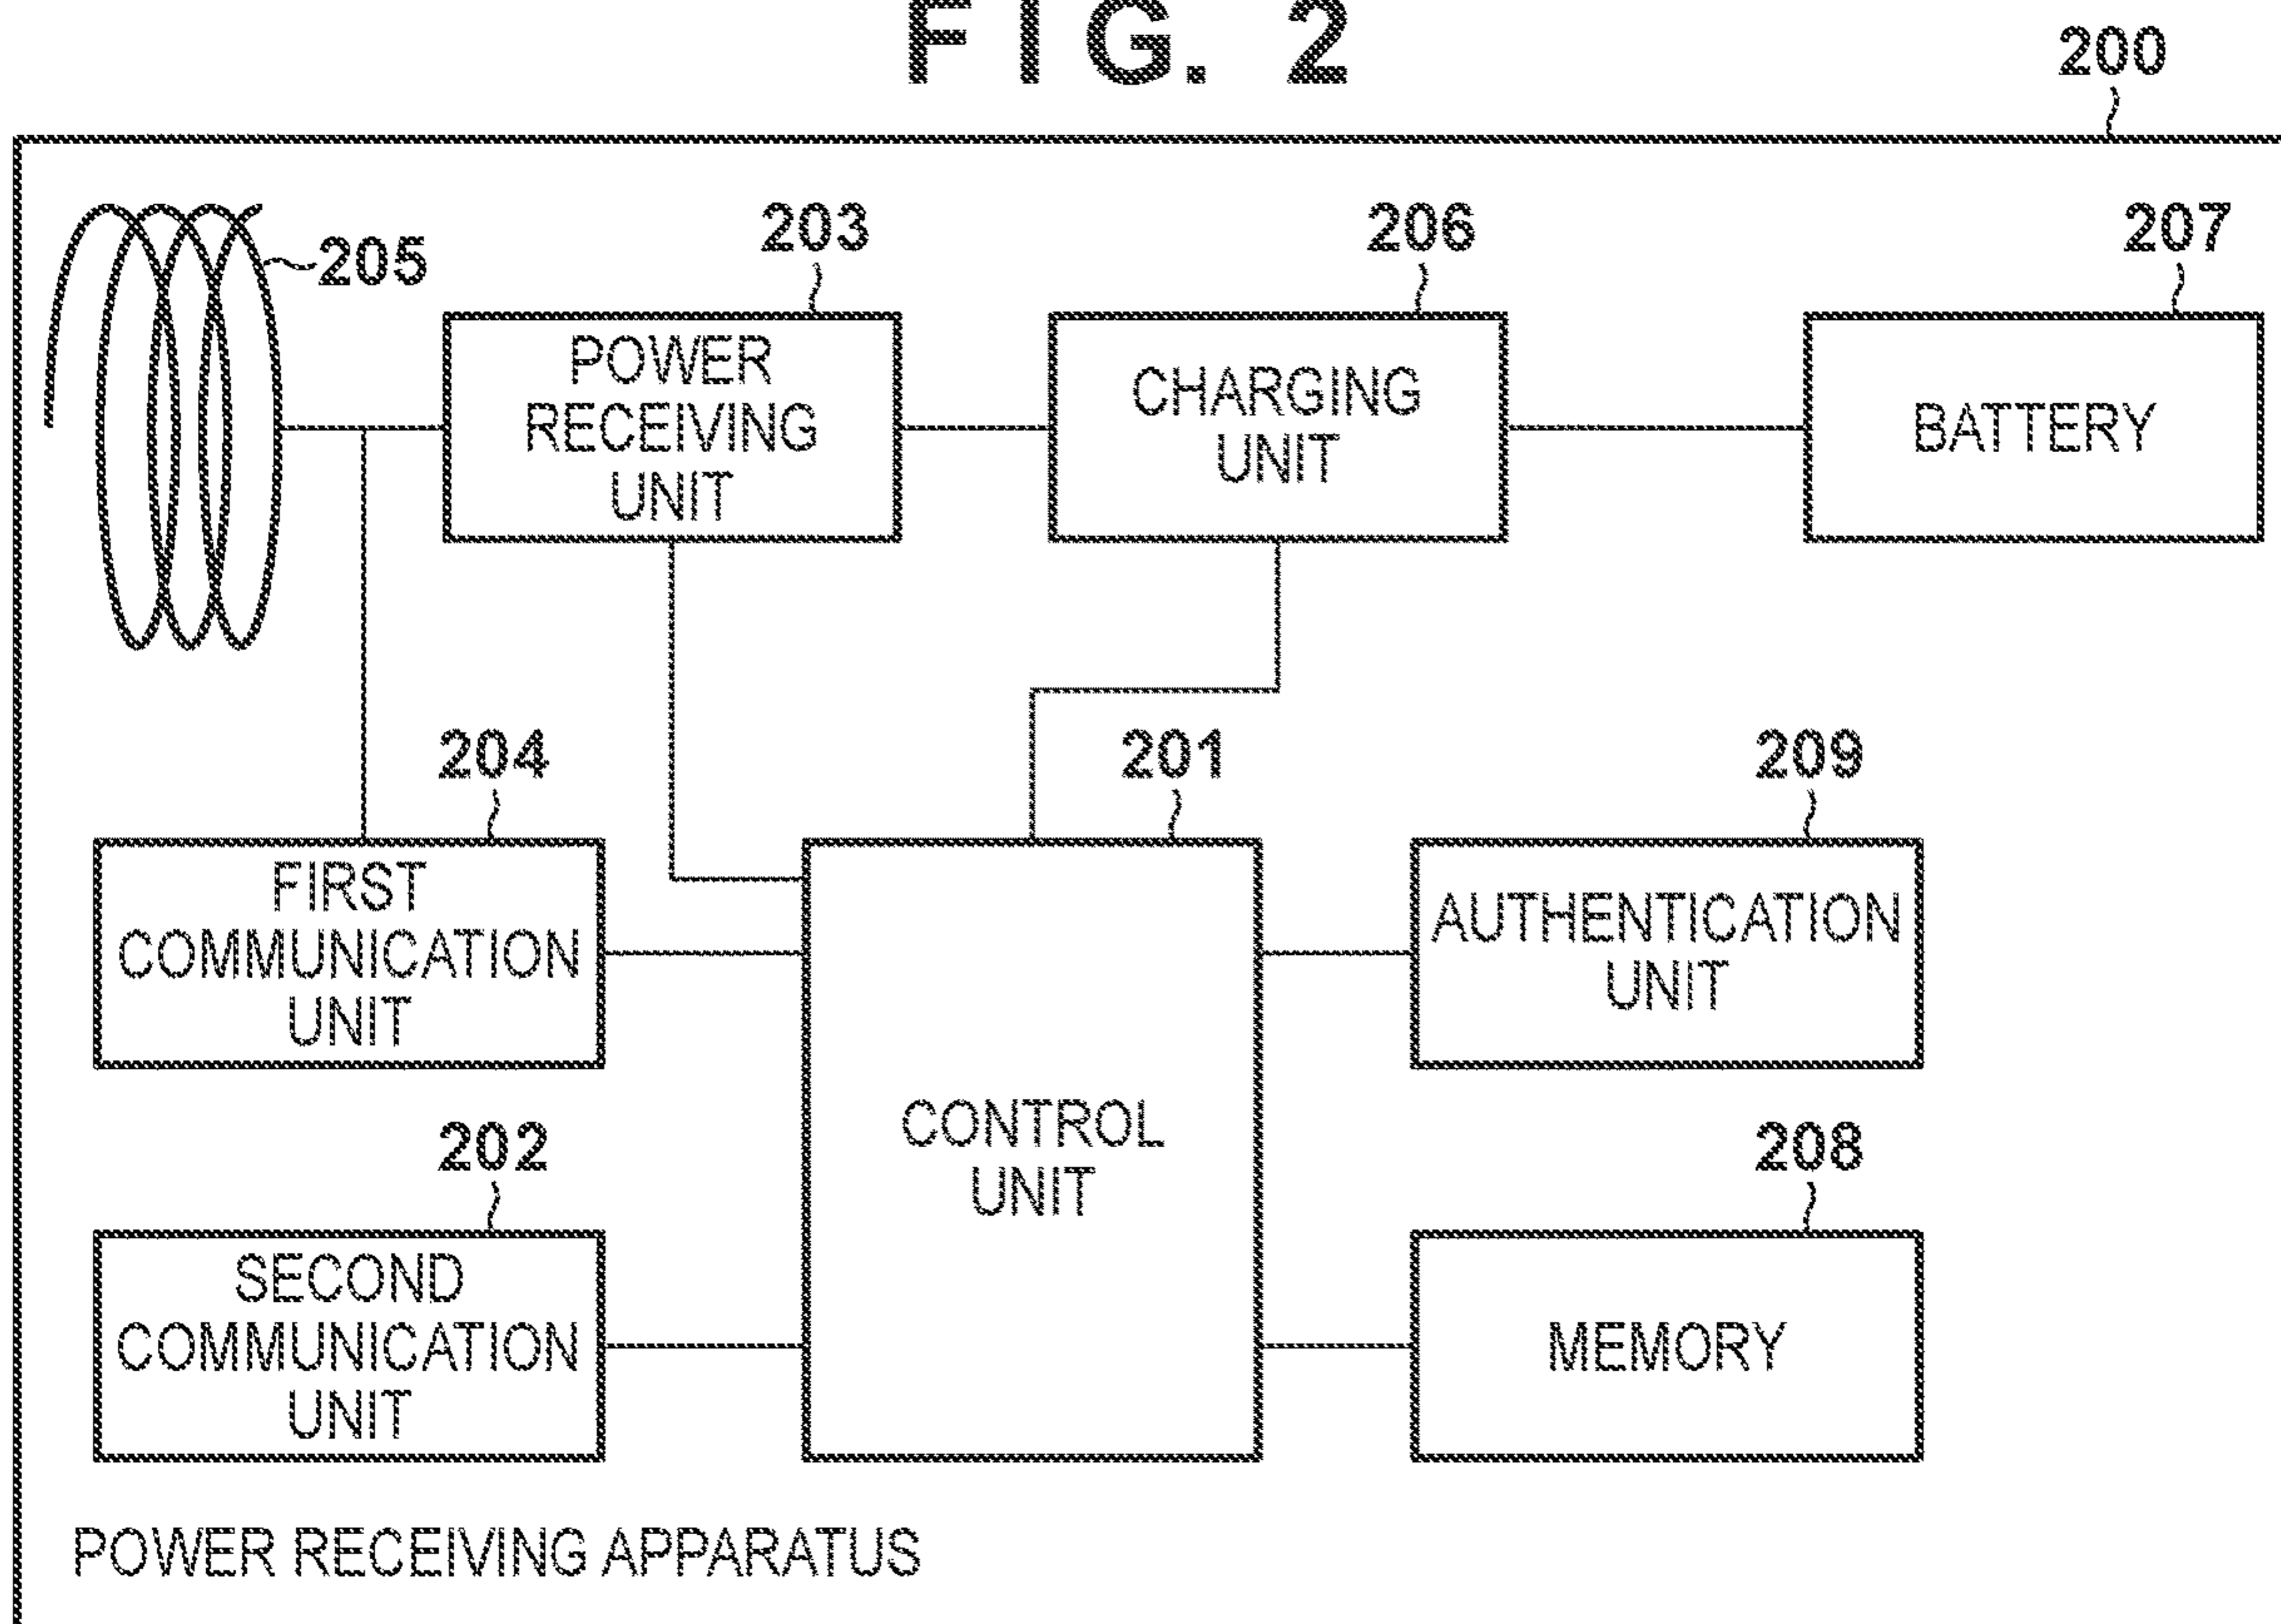 FIG. 2
200
205
203
POWER
RECEIVING
UNIT
206
CHARGING
UNIT
207
BATTERY
204
FIRST
COMMUNICATION
UNIT
201
CONTROL
UNIT
209
AUTHENTICATION
UNIT
202
SECOND
COMMUNICATION
UNIT
208
MEMORY
POWER RECEIVING APPARATUS